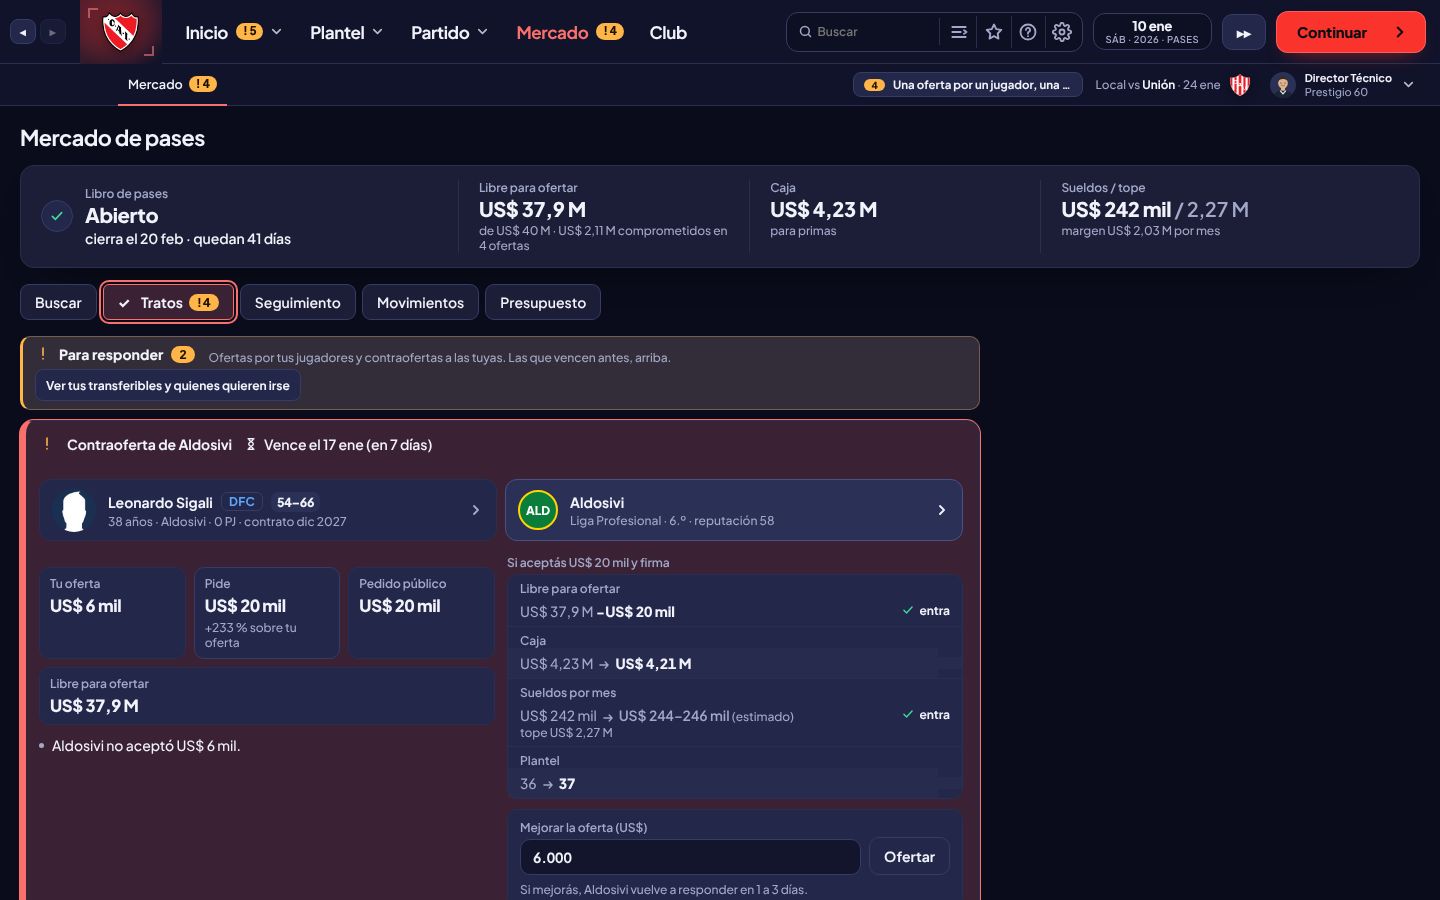 Inicio !5
Plantel
Partido
Mercado !4
Club
Buscar
10 ene
SÁB · 2026 · PASES
Continuar
Mercado !4
4 Una oferta por un jugador, una ...
Local vs Unión · 24 ene
Director Técnico
Prestigio 60
Mercado de pases
Libro de pases
Abierto
cierra el 20 feb · quedan 41 días
Libre para ofertar
US$ 37,9 M
de US$ 40 M · US$ 2,11 M comprometidos en
4 ofertas
Caja
US$ 4,23 M
para primas
Sueldos / tope
US$ 242 mil / 2,27 M
margen US$ 2,03 M por mes
Buscar
Tratos !4
Seguimiento
Movimientos
Presupuesto
! Para responder 2 Ofertas por tus jugadores y contraofertas a las tuyas. Las que vencen antes, arriba.
Ver tus transferibles y quienes quieren irse
! Contraoferta de Aldosivi Vence el 17 ene (en 7 días)
Leonardo Sigali DFC 54–66
38 años · Aldosivi · 0 PJ · contrato dic 2027
ALD
Aldosivi
Liga Profesional · 6.º · reputación 58
Tu oferta
US$ 6 mil
Pide
US$ 20 mil
+233 % sobre tu
oferta
Pedido público
US$ 20 mil
Libre para ofertar
US$ 37,9 M
• Aldosivi no aceptó US$ 6 mil.
Si aceptás US$ 20 mil y firma
Libre para ofertar
US$ 37,9 M −US$ 20 mil ✓ entra
Caja
US$ 4,23 M → US$ 4,21 M
Sueldos por mes
US$ 242 mil → US$ 244–246 mil (estimado) ✓ entra
tope US$ 2,27 M
Plantel
36 → 37
Mejorar la oferta (US$)
6.000
Ofertar
Si mejorás, Aldosivi vuelve a responder en 1 a 3 días.